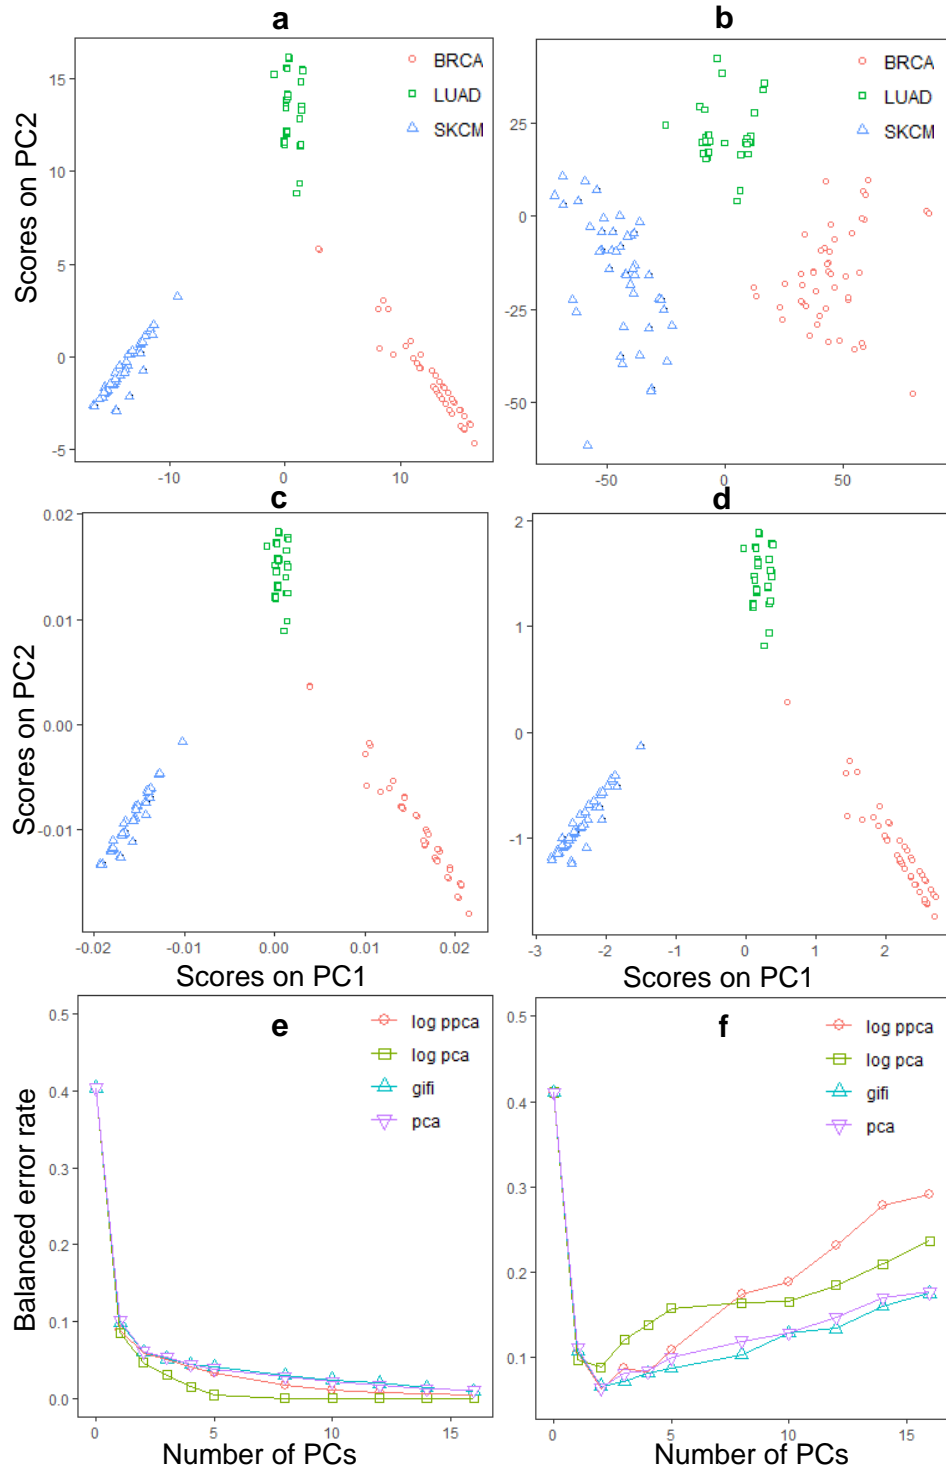 a
b
15
10
5
0
-5
-10
0
10
BRCA
LUAD
SKCM
Scores on PC2
25
0
-25
-50
-50
0
50
BRCA
LUAD
SKCM
c
d
0.02
0.01
0.00
-0.01
-0.02
-0.01
0.00
0.01
0.02
Scores on PC2
Scores on PC1
2
1
0
-1
-3
-2
-1
0
1
2
Scores on PC1
e
f
0.5
0.4
0.3
0.2
0.1
0.0
0
5
10
15
log ppca
log pca
gifi
pca
Balanced error rate
Number of PCs
0.5
0.4
0.3
0.2
0.1
0
5
10
15
log ppca
log pca
gifi
pca
Number of PCs